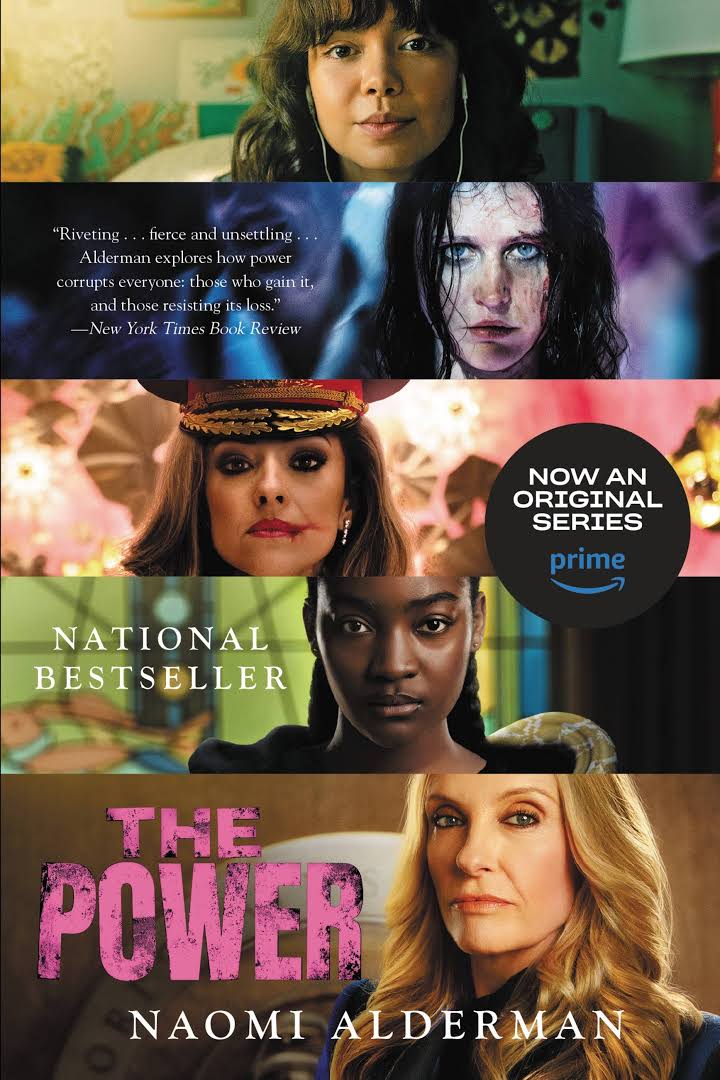 “Riveting . . . fierce and unsettling . . .
Alderman explores how power
corrupts everyone: those who gain it,
and those resisting its loss.”
—New York Times Book Review
NOW AN
ORIGINAL
SERIES
prime
NATIONAL
BESTSELLER
THE
POWER
NAOMI ALDERMAN